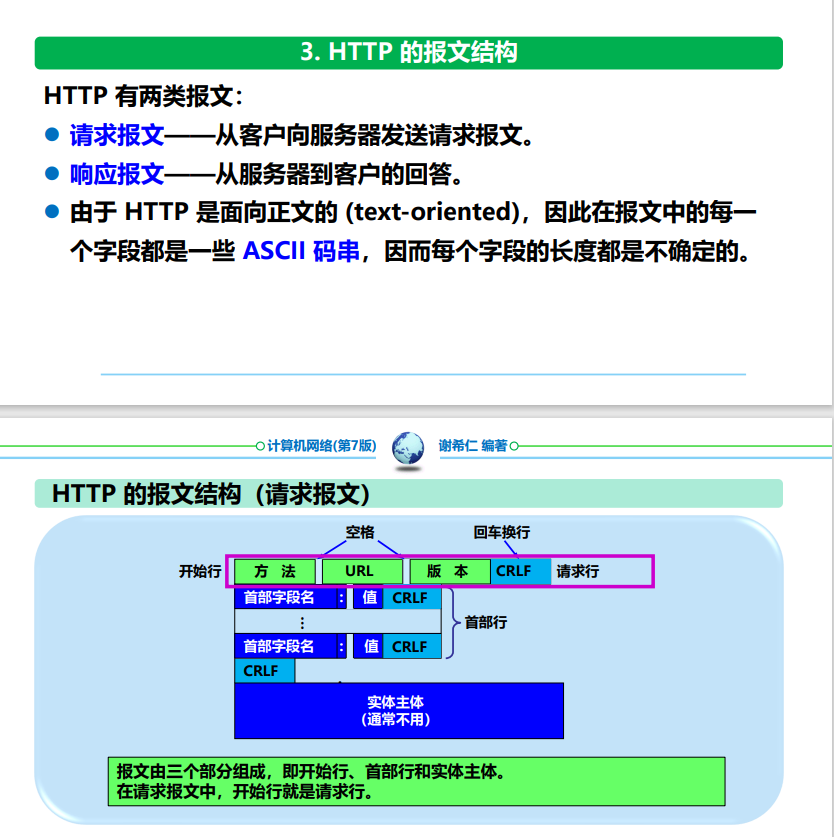 3. HTTP 的报文结构
HTTP 有两类报文：
请求报文——从客户向服务器发送请求报文。
响应报文——从服务器到客户的回答。
由于 HTTP 是面向正文的 (text-oriented)，因此在报文中的每一
个字段都是一些 ASCII 码串，因而每个字段的长度都是不确定的。
计算机网络(第7版) 谢希仁 编著
HTTP 的报文结构（请求报文）
空格 回车换行
开始行 方 法 URL 版 本 CRLF 请求行
首部字段名 : 值 CRLF
⋮ 首部行
首部字段名 : 值 CRLF
CRLF
实体主体
（通常不用）
报文由三个部分组成，即开始行、首部行和实体主体。
在请求报文中，开始行就是请求行。